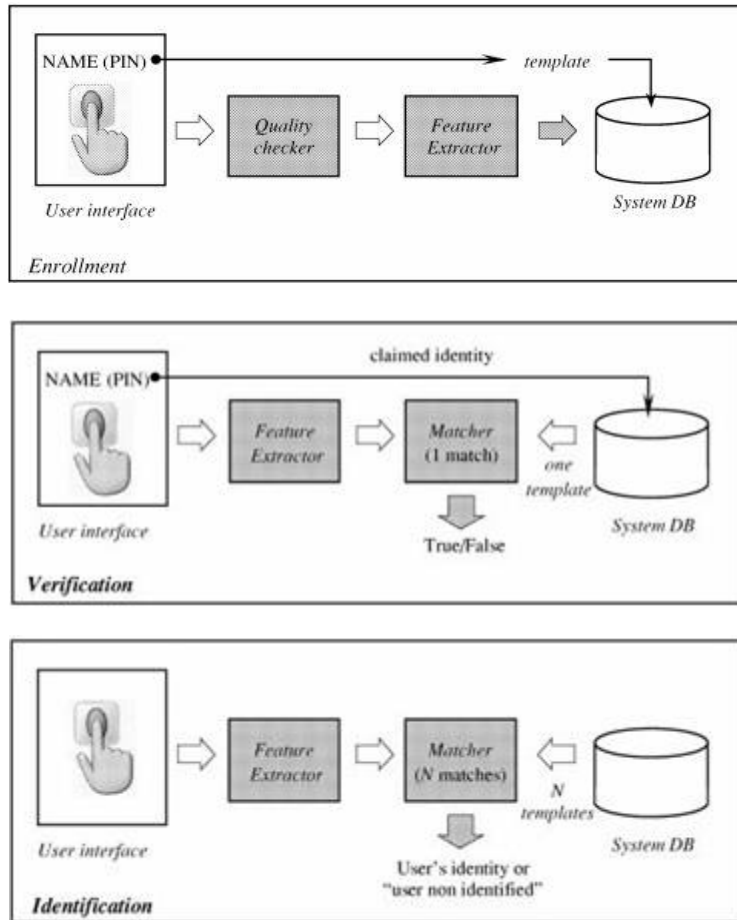 NAME (PIN)
template
Quality
checker
Feature
Extractor
User interface
System DB
Enrollment
claimed identity
NAME (PIN)
Feature
Extractor
Matcher
(1 match)
one
template
User interface
True/False
System DB
Verification
Feature
Extractor
Matcher
(N matches)
N
templates
User interface
System DB
User's identity or
"user non identified"
Identification